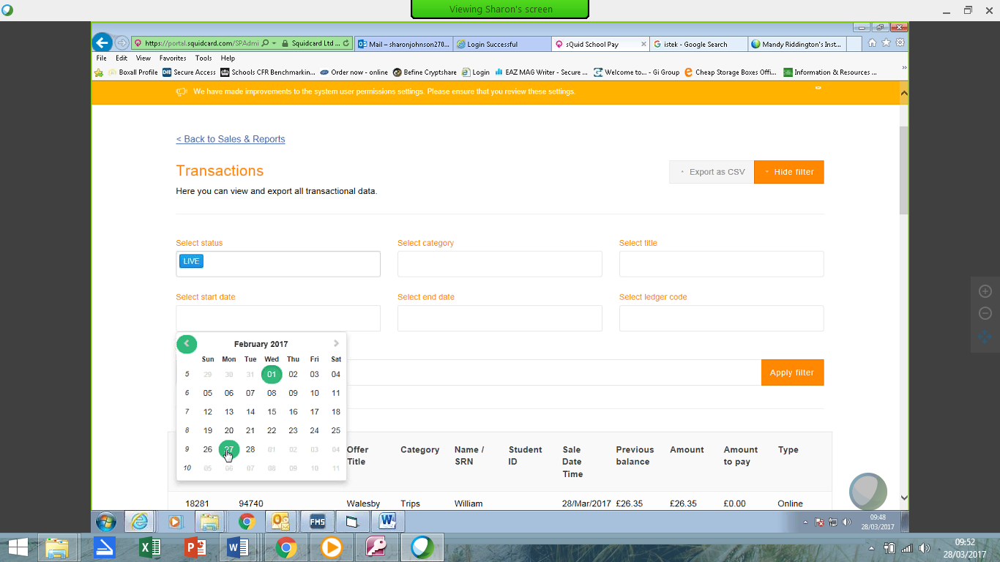 Viewing Sharon's screen
https://portal.squidcard.com/SPAdmi
Squidcard Ltd ...
Mail – sharonjohnson270...
Login Successful
sQuid School Pay
istek - Google Search
Mandy Riddington's Inst...
File Edit View Favorites Tools Help
Boxall Profile
Secure Access
Schools CFR Benchmarkin...
Order now - online
Befine Cryptshare
Login
EAZ MAG Writer - Secure ...
Welcome to... - Gi Group
Cheap Storage Boxes Offi...
Information & Resources ...
We have made improvements to the system user permissions settings. Please ensure that you review these settings.
< Back to Sales & Reports
Transactions
Export as CSV
Hide filter
Here you can view and export all transactional data.
Select status
Select category
Select title
LIVE
Select start date
Select end date
Select ledger code
February 2017
Sun Mon Tue Wed Thu Fri Sat
5 29 30 31 01 02 03 04
6 05 06 07 08 09 10 11
7 12 13 14 15 16 17 18
8 19 20 21 22 23 24 25
9 26 27 28 01 02 03 04
10 05 06 07 08 09 10 11
Apply filter
Offer Title
Category
Name / SRN
Student ID
Sale Date Time
Previous balance
Amount
Amount to pay
Type
18281 94740 Walesby Trips William 28/Mar/2017 £26.35 £26.35 £0.00 Online
FMS
09:48
28/03/2017
09:52
28/03/2017